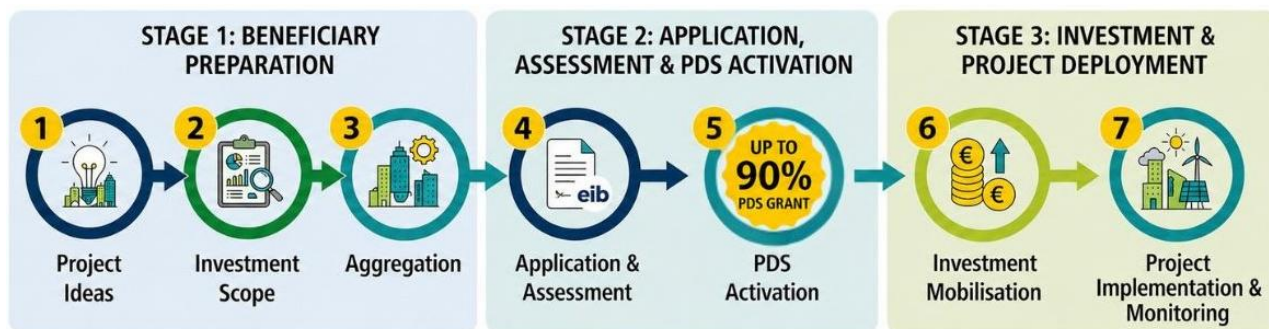 STAGE 1: BENEFICIARY
PREPARATION
1
2
3
Project
Ideas
Investment
Scope
Aggregation
STAGE 2: APPLICATION,
ASSESSMENT & PDS ACTIVATION
4
eib
5
UP TO
90%
PDS GRANT
Application &
Assessment
PDS
Activation
STAGE 3: INVESTMENT &
PROJECT DEPLOYMENT
6
€
€
7
Investment
Mobilisation
Project
Implementation &
Monitoring